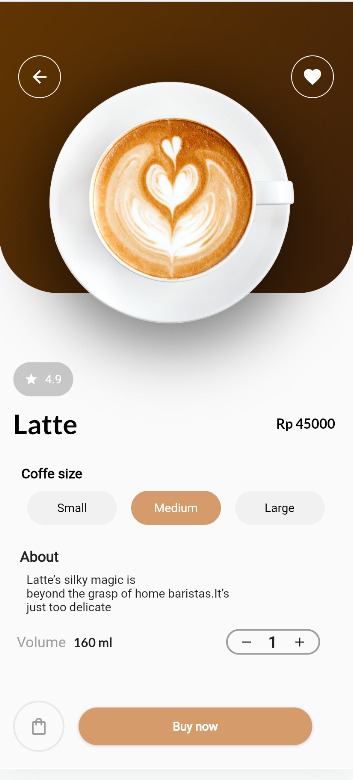 4.9
Latte
Rp 45000
Coffe size
Small
Medium
Large
About
Latte's silky magic is
beyond the grasp of home baristas.It's
just too delicate
Volume 160 ml
− 1 +
Buy now